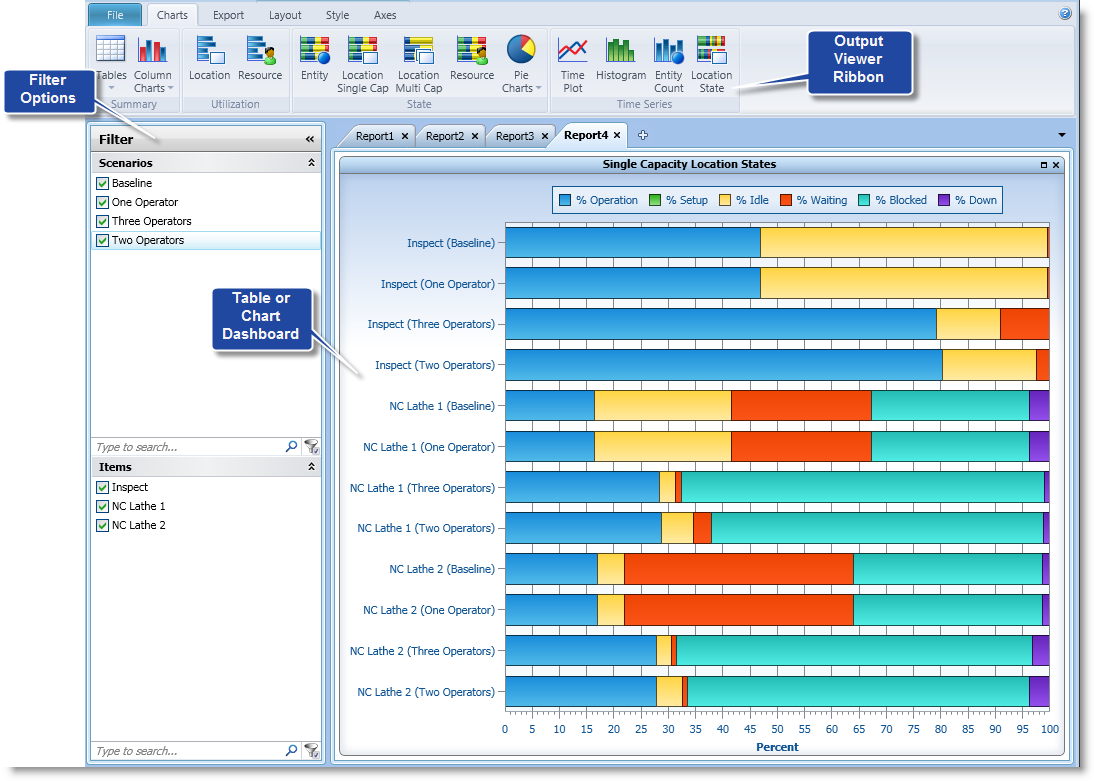 File
Charts
Export
Layout
Style
Axes
Tables
Column
Charts
Summary
Location
Resource
Utilization
Entity
Location
Single Cap
Location
Multi Cap
Resource
Pie
Charts
State
Time
Plot
Histogram
Entity
Count
Location
State
Time Series
Output
Viewer
Ribbon
Filter
Options
Filter
Scenarios
Baseline
One Operator
Three Operators
Two Operators
Type to search...
Items
Inspect
NC Lathe 1
NC Lathe 2
Type to search...
Table or
Chart
Dashboard
Report1
Report2
Report3
Report4
Single Capacity Location States
% Operation
% Setup
% Idle
% Waiting
% Blocked
% Down
Inspect (Baseline)
Inspect (One Operator)
Inspect (Three Operators)
Inspect (Two Operators)
NC Lathe 1 (Baseline)
NC Lathe 1 (One Operator)
NC Lathe 1 (Three Operators)
NC Lathe 1 (Two Operators)
NC Lathe 2 (Baseline)
NC Lathe 2 (One Operator)
NC Lathe 2 (Three Operators)
NC Lathe 2 (Two Operators)
0 5 10 15 20 25 30 35 40 45 50 55 60 65 70 75 80 85 90 95 100
Percent